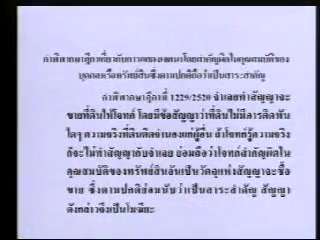 คำพิพากษาฎีกาเกี่ยวกับการแสดงเจตนาโดยสำคัญผิดในคุณสมบัติของ
บุคคลหรือทรัพย์สินซึ่งตามปกติถือว่าเป็นสาระสำคัญ
คำพิพากษาฎีกาที่ 1229/2520 จำเลยทำสัญญาจะ
ขายที่ดินให้โจทก์ โดยมีข้อสัญญาว่าที่ดินไม่มีภารติดพัน
ใดๆ ความจริงที่ดินติดจำนองแก่ผู้อื่น ถ้าโจทก์รู้ความจริง
ก็จะไม่ทำสัญญากับจำเลย ย่อมถือว่าโจทก์สำคัญผิดใน
คุณสมบัติของทรัพย์สินอันเป็นวัตถุแห่งสัญญาจะซื้อ
ขาย ซึ่งตามปกติย่อมนับว่าเป็นสาระสำคัญ สัญญา
ดังกล่าวจึงเป็นโมฆียะ